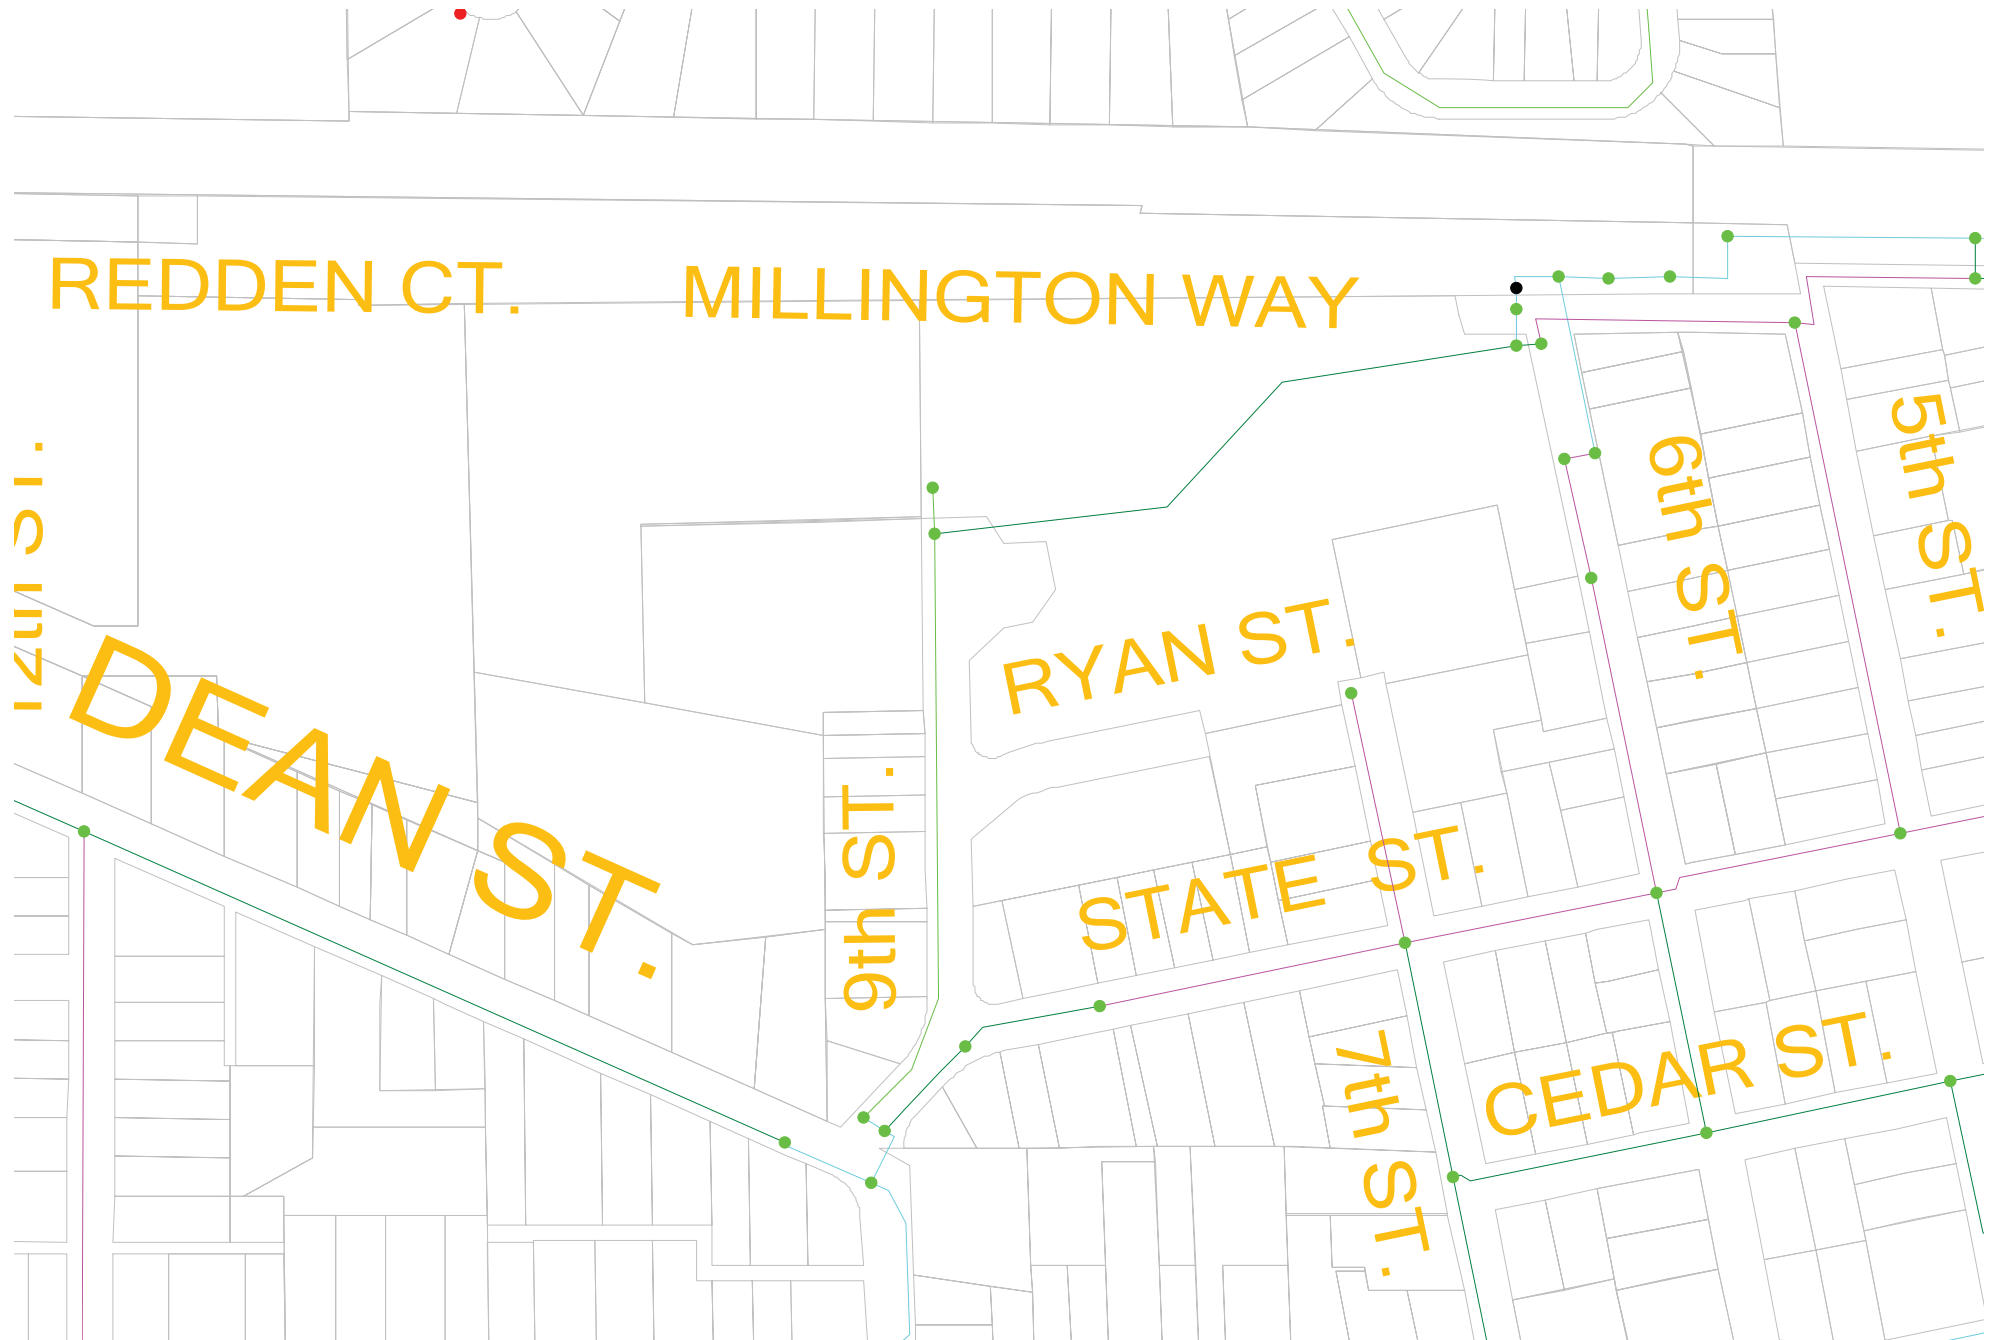 REDDEN CT.
MILLINGTON WAY
5th ST.
6th ST.
RYAN ST.
DEAN ST.
9th ST.
STATE ST.
7th ST.
CEDAR ST.